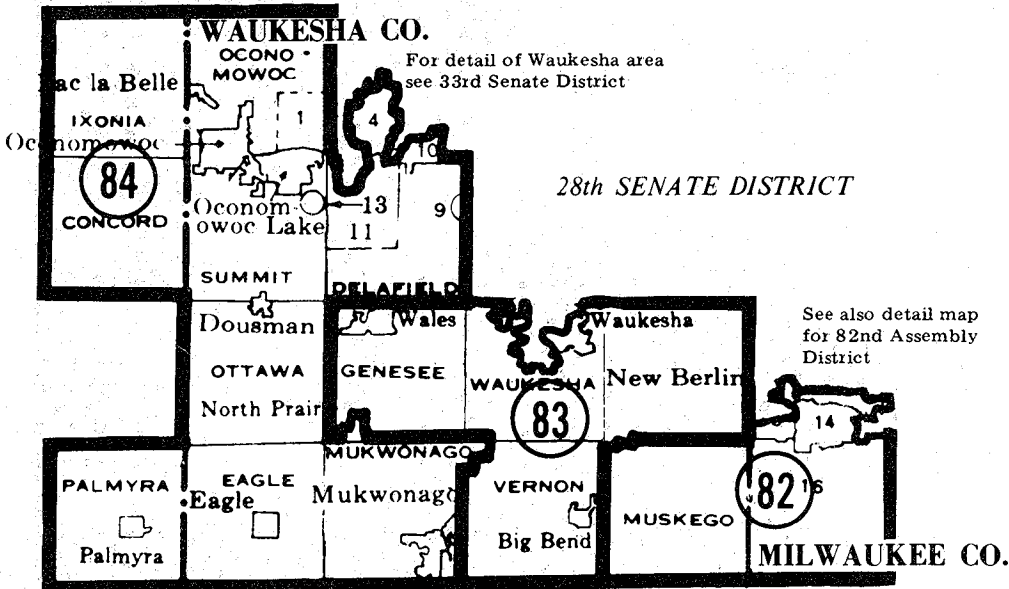 WAUKESHA CO.
OCONO
MOWOC
For detail of Waukesha area
see 33rd Senate District
Lac la Belle
IXONIA
1
4
Oconomowoc
10
84
28th SENATE DISTRICT
Oconom
owoc Lake
13
9
11
CONCORD
SUMMIT
DELAFIELD
Dousman
Wales
Waukesha
See also detail map
for 82nd Assembly
District
OTTAWA
GENESEE
WAUKESHA
New Berlin
North Prair
83
14
MUKWONAGO
PALMYRA
EAGLE
Eagle
Mukwonago
VERNON
82
16
MUSKEGO
Palmyra
Big Bend
MILWAUKEE CO.